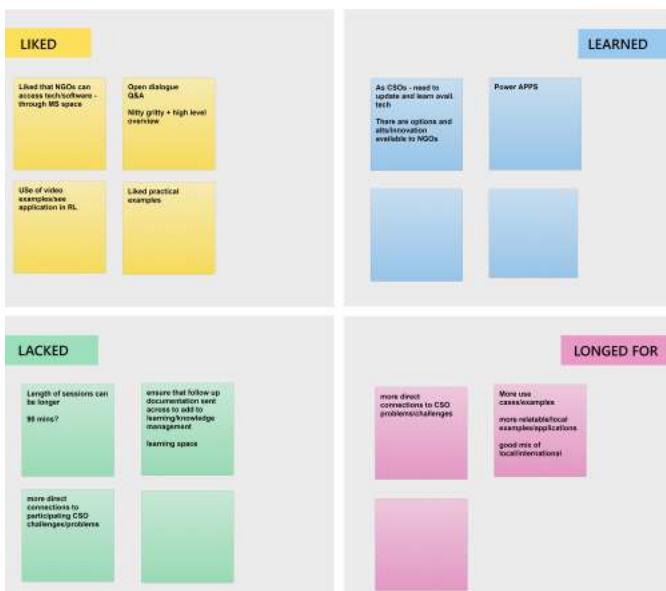 LIKED
Liked that NGOs can
access tech/software -
through MS space
Open dialogue
Q&A
Nitty gritty + high level
overview
USe of video
examples/see
application in RL
Liked practical
examples
LEARNED
As CSOs - need to
update and learn avail.
tech
There are options and
alts/innovation
available to NGOs
Power APPS
LACKED
Length of sessions can
be longer
90 mins?
ensure that follow up
documentation sent
across to add to
learning/knowledge
management
learning space
more direct
connections to
participating CSO
challenges/problems
LONGED FOR
more direct
connections to CSO
problems/challenges
More use
cases/examples
more relatable/local
examples/applications
good mix of
local/international